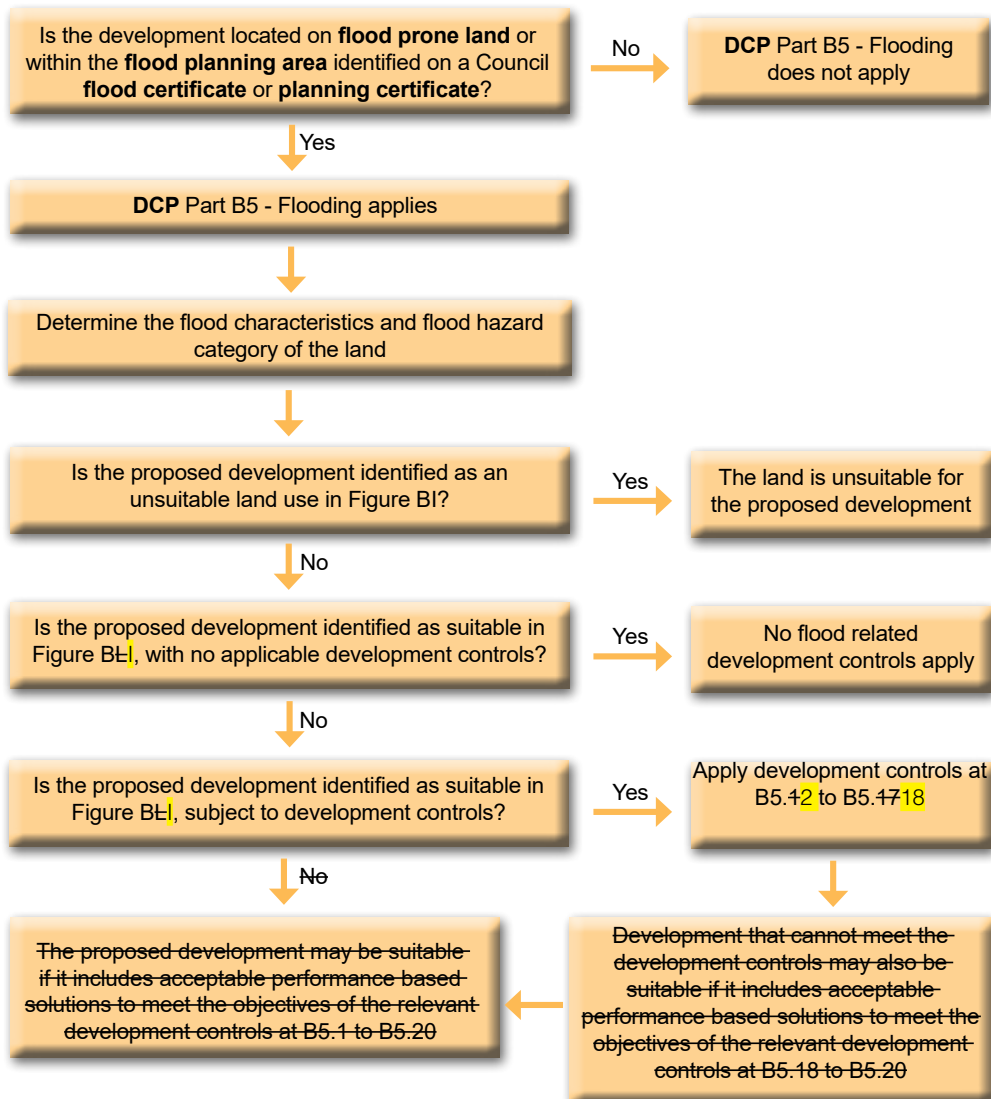 Is the development located on flood prone land or
within the flood planning area identified on a Council
flood certificate or planning certificate?
No
DCP Part B5 - Flooding
does not apply
Yes
DCP Part B5 - Flooding applies
Determine the flood characteristics and flood hazard
category of the land
Is the proposed development identified as an
unsuitable land use in Figure BI?
Yes
The land is unsuitable for
the proposed development
No
Is the proposed development identified as suitable in
Figure BLI, with no applicable development controls?
Yes
No flood related
development controls apply
No
Is the proposed development identified as suitable in
Figure BLI, subject to development controls?
Yes
Apply development controls at
B5.12 to B5.1718
No
The proposed development may be suitable
if it includes acceptable performance based
solutions to meet the objectives of the relevant
development controls at B5.1 to B5.20
Development that cannot meet the
development controls may also be
suitable if it includes acceptable
performance based solutions to meet the
objectives of the relevant development
controls at B5.18 to B5.20